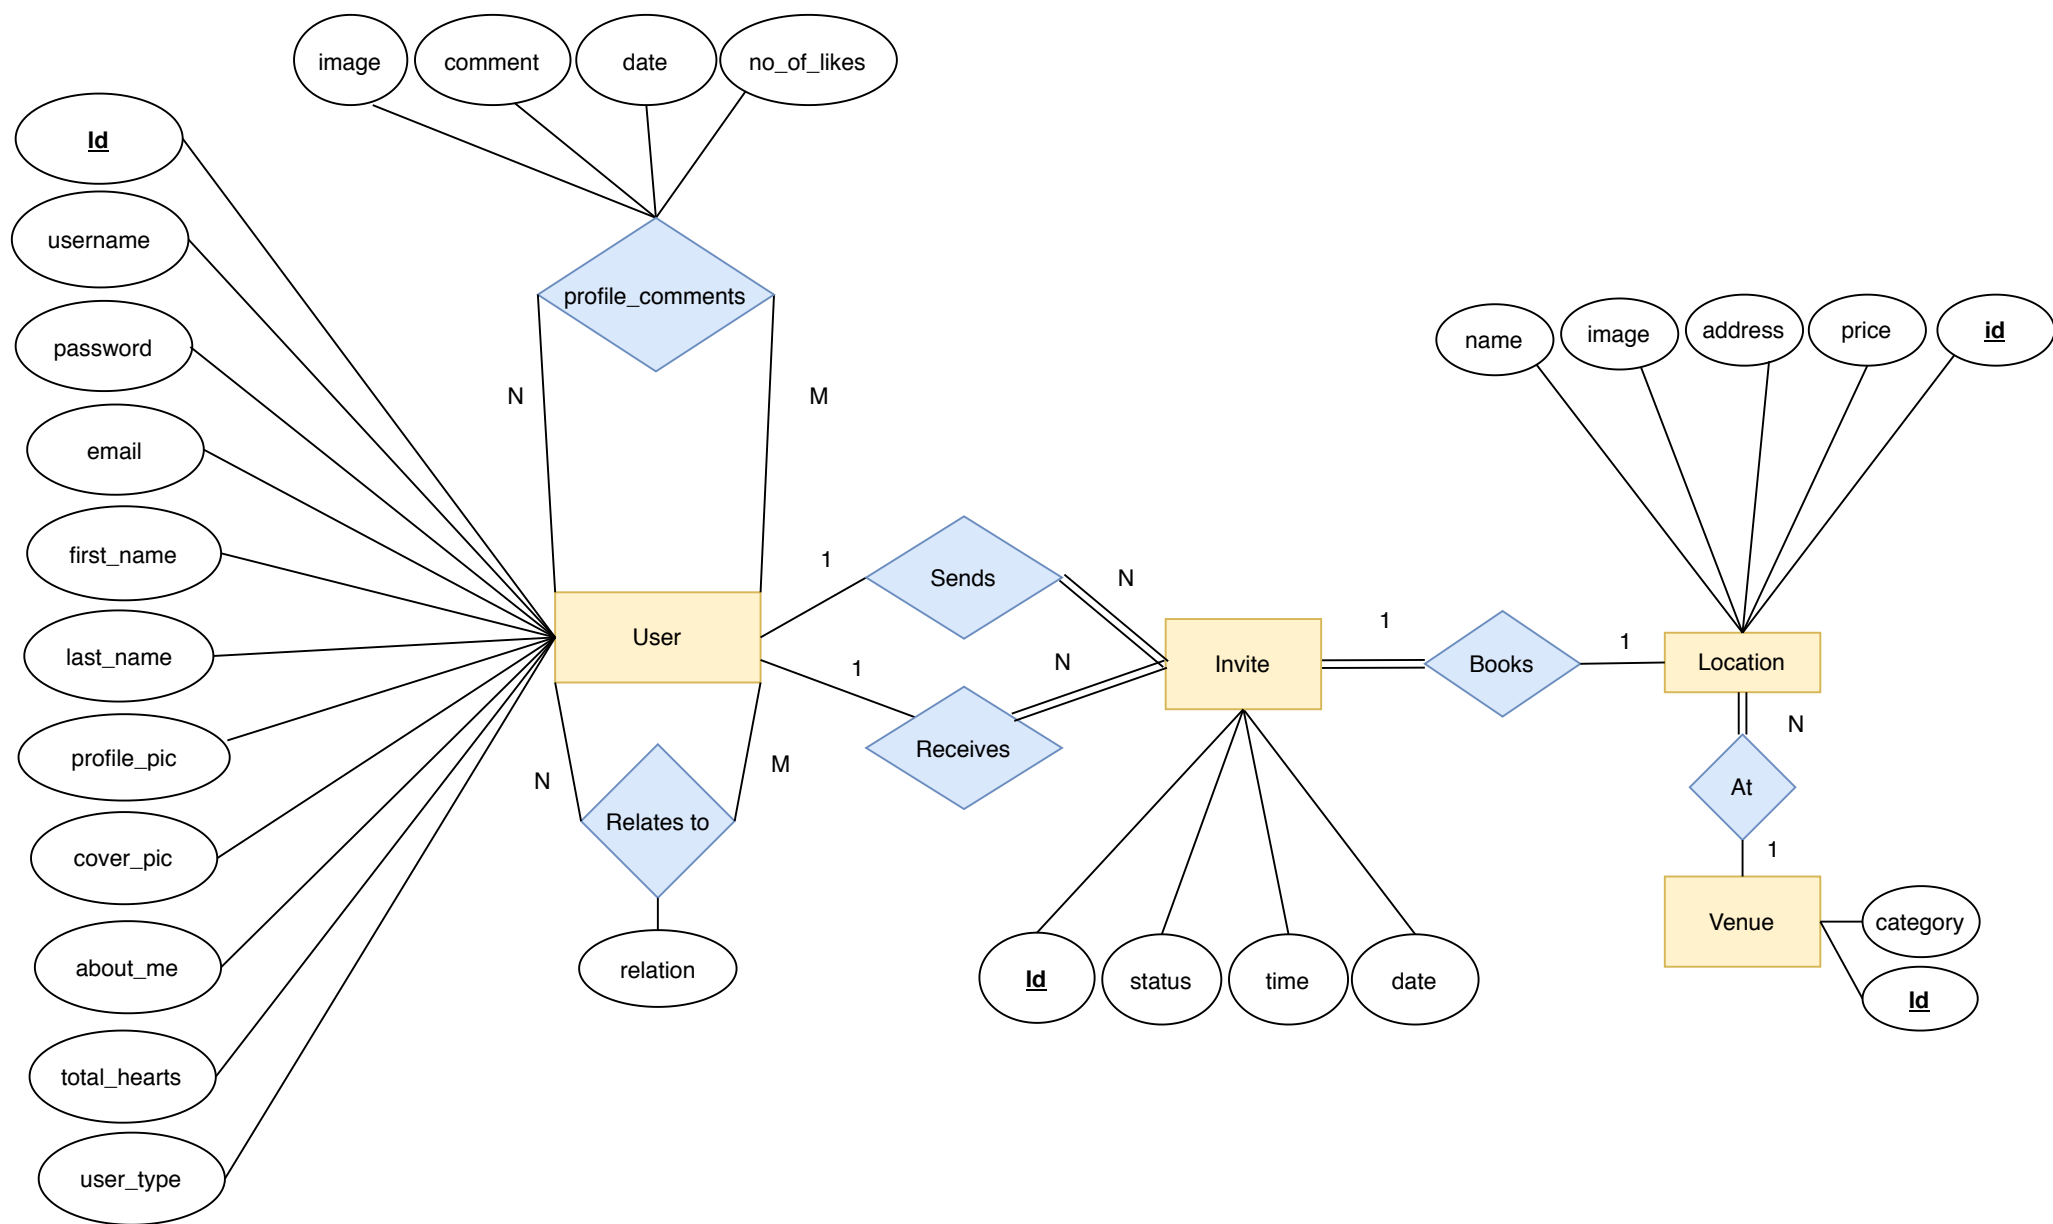 image
comment
date
no_of_likes
Id
username
password
email
first_name
last_name
profile_pic
cover_pic
about_me
total_hearts
user_type
profile_comments
N
M
User
N
M
Relates to
relation
1
Sends
N
1
Receives
N
Invite
Id
status
time
date
1
Books
1
name
image
address
price
id
Location
N
At
1
Venue
category
Id